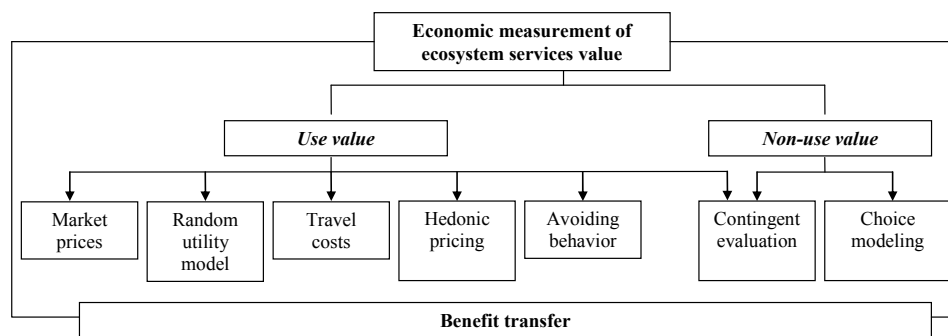 Economic measurement of
ecosystem services value
Use value
Non-use value
Market
prices
Random
utility
model
Travel
costs
Hedonic
pricing
Avoiding
behavior
Contingent
evaluation
Choice
modeling
Benefit transfer